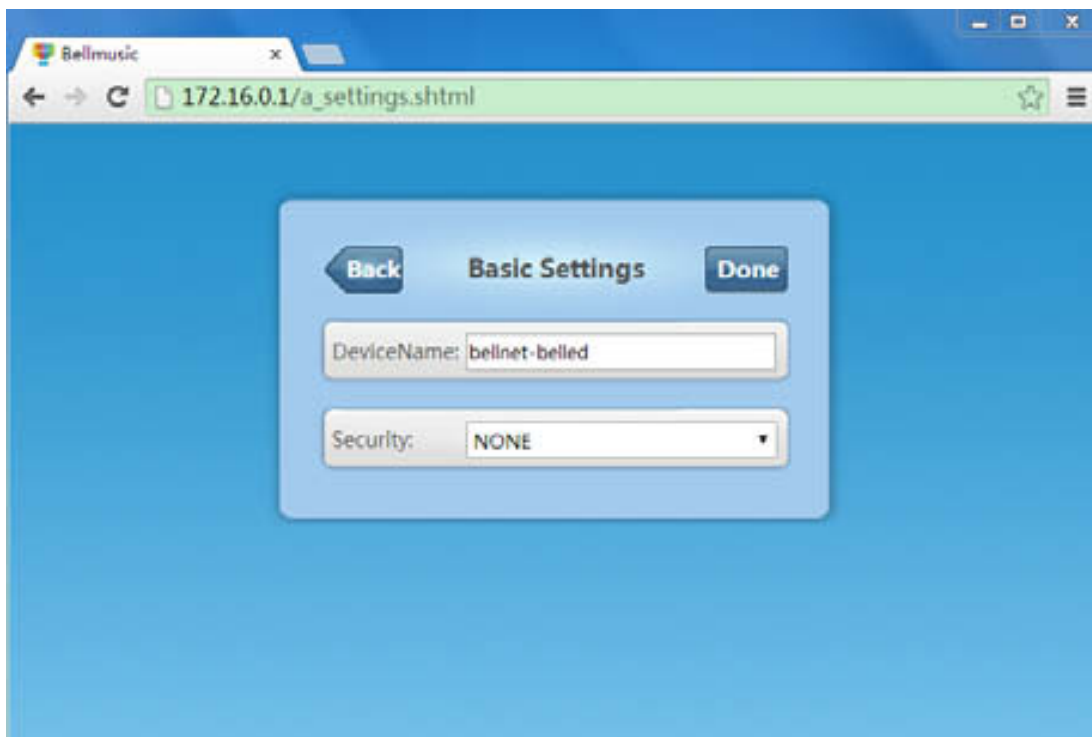 Bellmusic
172.16.0.1/a_settings.shtml
Back
Basic Settings
Done
DeviceName: bellnet-belled
Security: NONE